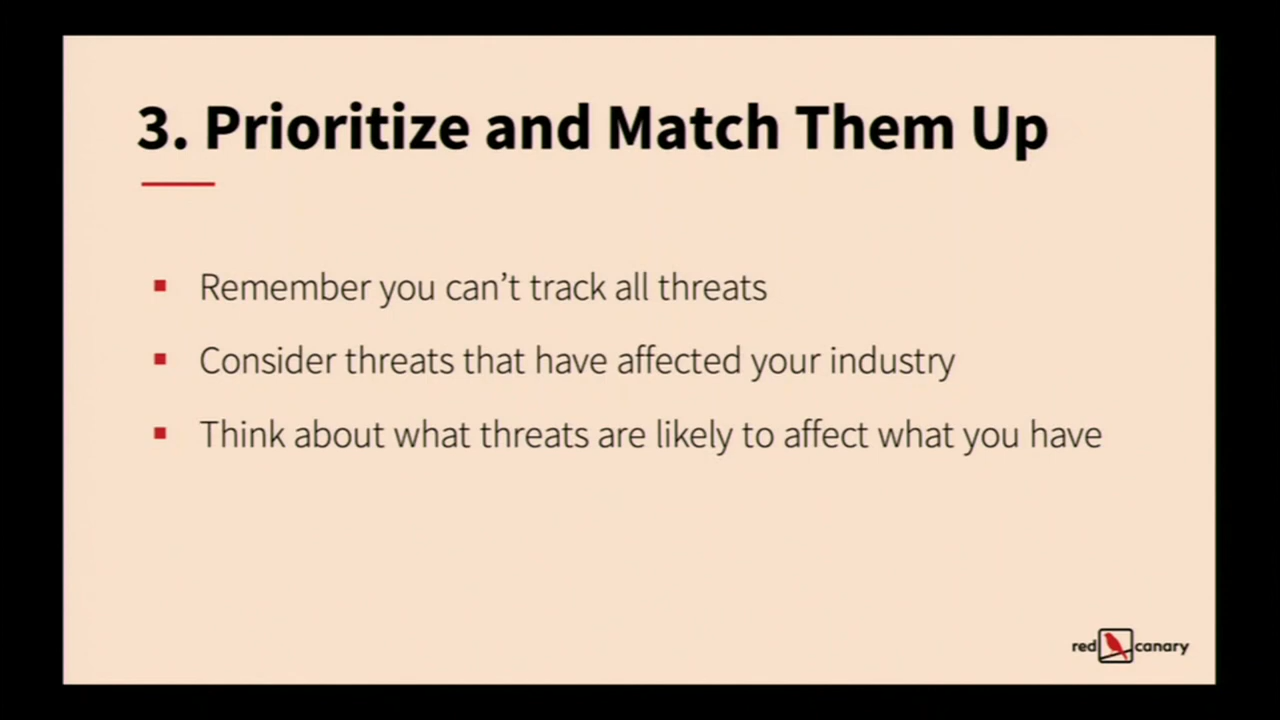 3. Prioritize and Match Them Up
Remember you can’t track all threats
Consider threats that have affected your industry
Think about what threats are likely to affect what you have
red canary